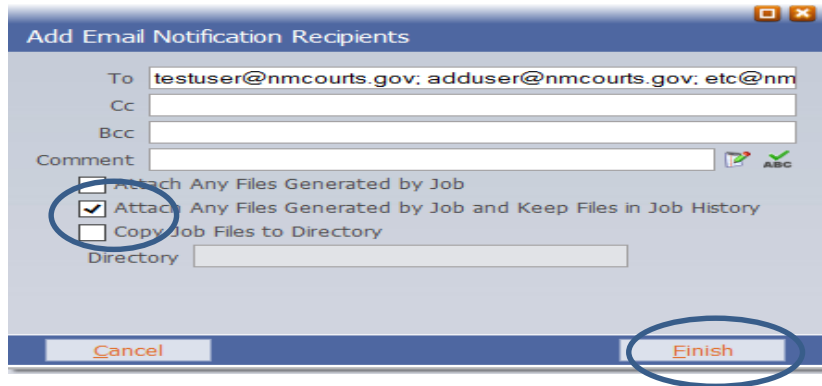 Add Email Notification Recipients
To testuser@nmcourts.gov; adduser@nmcourts.gov; etc@nm
Cc
Bcc
Comment ABC
Attach Any Files Generated by Job
Attach Any Files Generated by Job and Keep Files in Job History
Copy Job Files to Directory
Directory
Cancel Finish